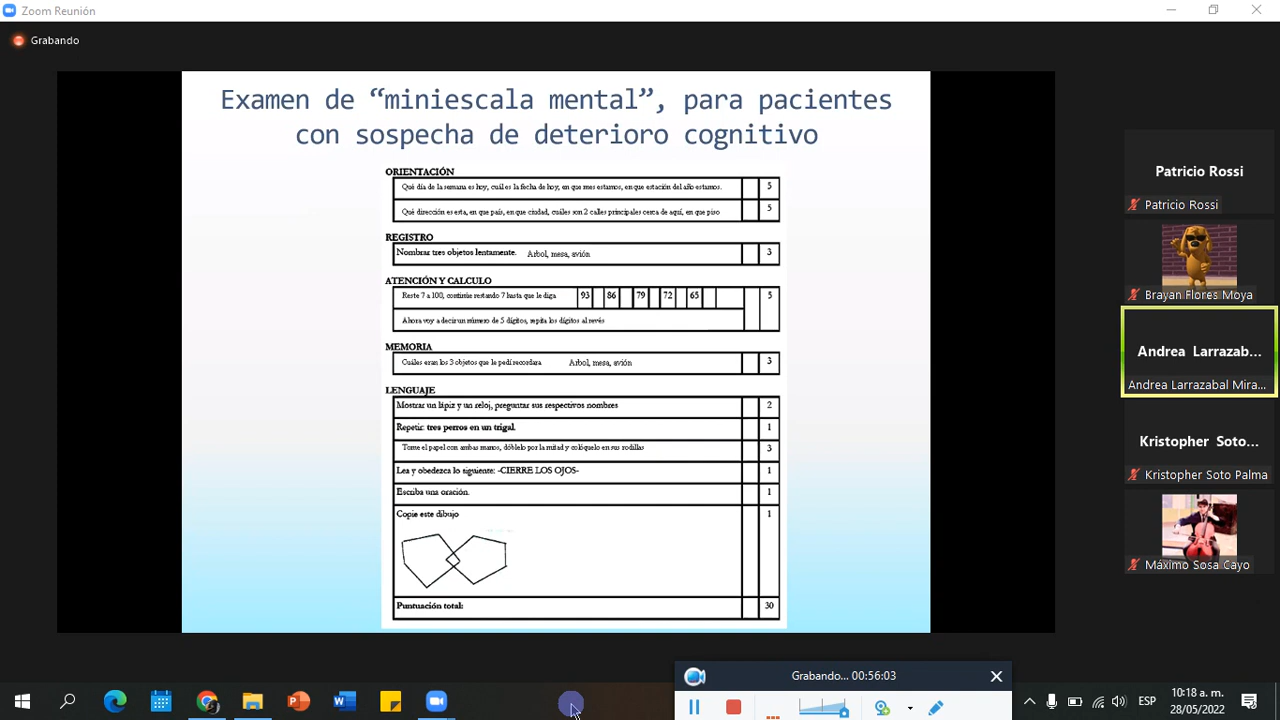 Zoom Reunión
Grabando
Examen de “miniescala mental”, para pacientes
con sospecha de deterioro cognitivo
ORIENTACIÓN
Qué día de la semana es hoy, cuál es la fecha de hoy, en que mes estamos, en que estación del año estamos. 5
Qué dirección es esta, en que país, en que ciudad, cuáles son 2 calles principales cerca de aquí, en que piso 5
REGISTRO
Nombrar tres objetos lentamente. Arbol, mesa, avión 3
ATENCIÓN Y CALCULO
Reste 7 a 100, continúe restando 7 hasta que le diga 93 86 79 72 65 5
Ahora voy a decir un número de 5 dígitos, repita los dígitos al revés
MEMORIA
Cuáles eran los 3 objetos que le pedí recordara Arbol, mesa, avión 3
LENGUAJE
Mostrar un lápiz y un reloj, preguntar sus respectivos nombres 2
Repetir: tres perros en un trigal. 1
Tome el papel con ambas manos, dóblelo por la mitad y colóquelo en sus rodillas 3
Lea y obedezca lo siguiente: -CIERRE LOS OJOS- 1
Escriba una oración. 1
Copie este dibujo 1
Puntuación total: 30
Patricio Rossi
Patricio Rossi
Brayan Flores Moya
Andrea Larrazab...
Andrea Larrazabal Mira...
Kristopher Soto...
Kristopher Soto Palma
Máximo Sosa Cayo
Grabando... 00:56:03
ESP
10:18 a. m.
28/05/2022